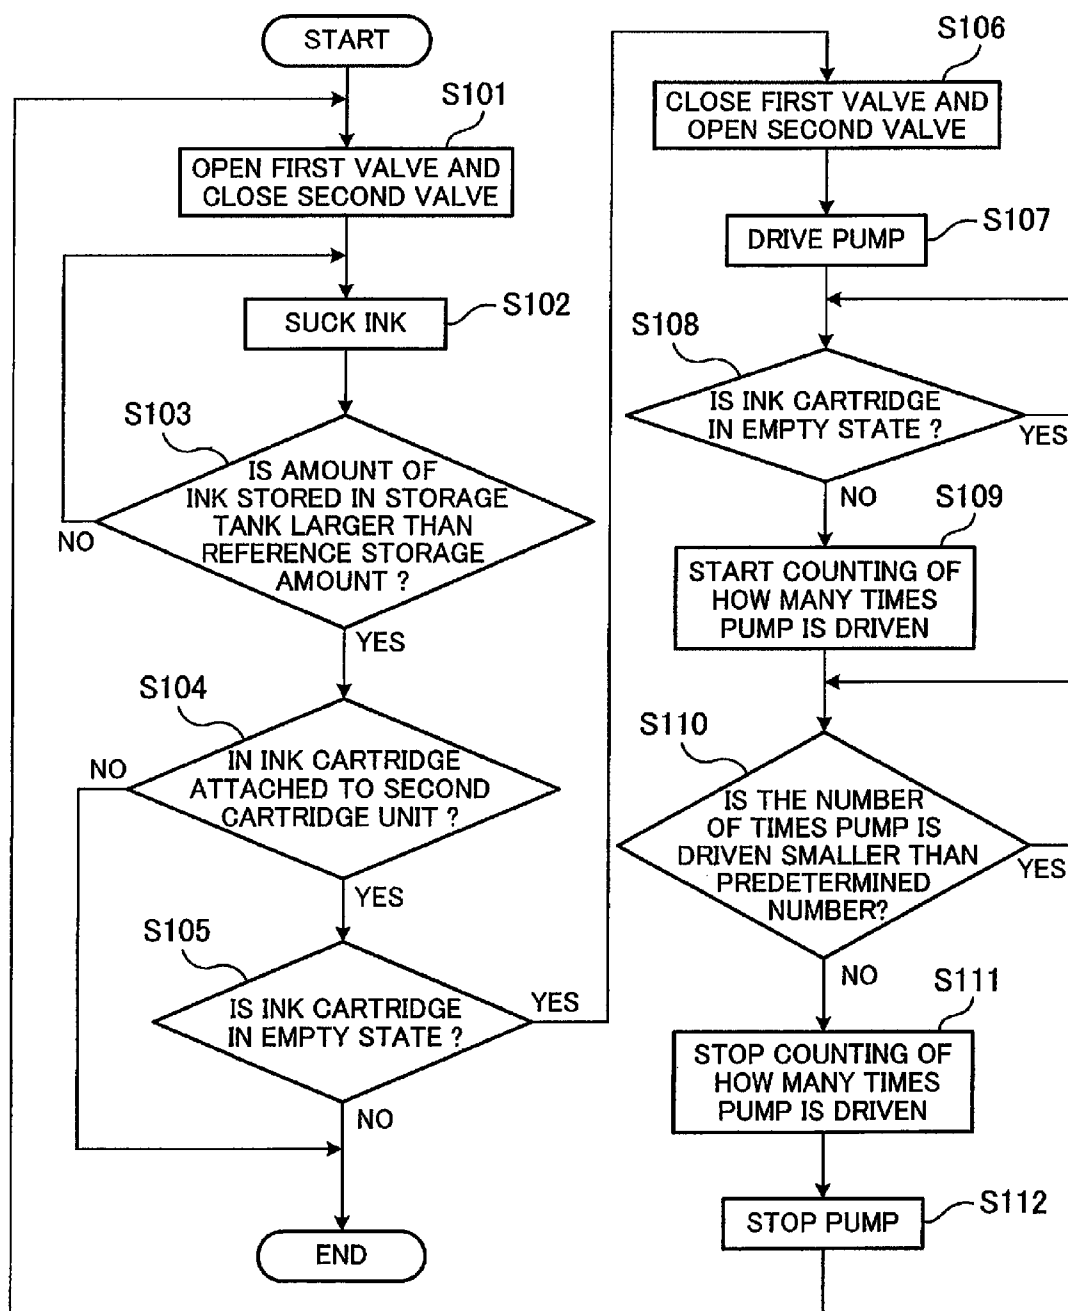 START
S101
OPEN FIRST VALVE AND
CLOSE SECOND VALVE
S102
SUCK INK
S103
IS AMOUNT OF
INK STORED IN STORAGE
TANK LARGER THAN
REFERENCE STORAGE
AMOUNT ?
NO
YES
S104
IN INK CARTRIDGE
ATTACHED TO SECOND
CARTRIDGE UNIT ?
NO
YES
S105
IS INK CARTRIDGE
IN EMPTY STATE ?
YES
NO
END
S106
CLOSE FIRST VALVE AND
OPEN SECOND VALVE
S107
DRIVE PUMP
S108
IS INK CARTRIDGE
IN EMPTY STATE ?
YES
NO
S109
START COUNTING OF
HOW MANY TIMES
PUMP IS DRIVEN
S110
IS THE NUMBER
OF TIMES PUMP IS
DRIVEN SMALLER THAN
PREDETERMINED
NUMBER?
YES
NO
S111
STOP COUNTING OF
HOW MANY TIMES
PUMP IS DRIVEN
S112
STOP PUMP